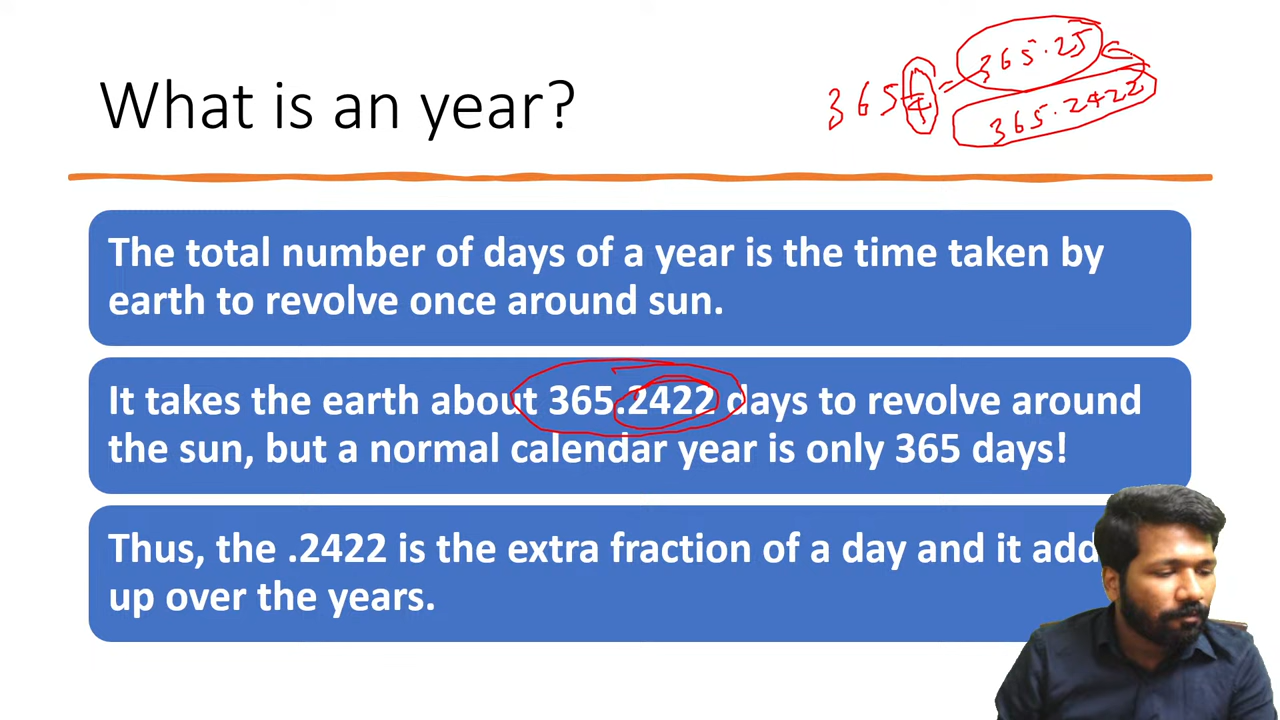 What is an year?
365 1/4 = 365.25
365.2422
The total number of days of a year is the time taken by
earth to revolve once around sun.
It takes the earth about 365.2422 days to revolve around
the sun, but a normal calendar year is only 365 days!
Thus, the .2422 is the extra fraction of a day and it add
up over the years.